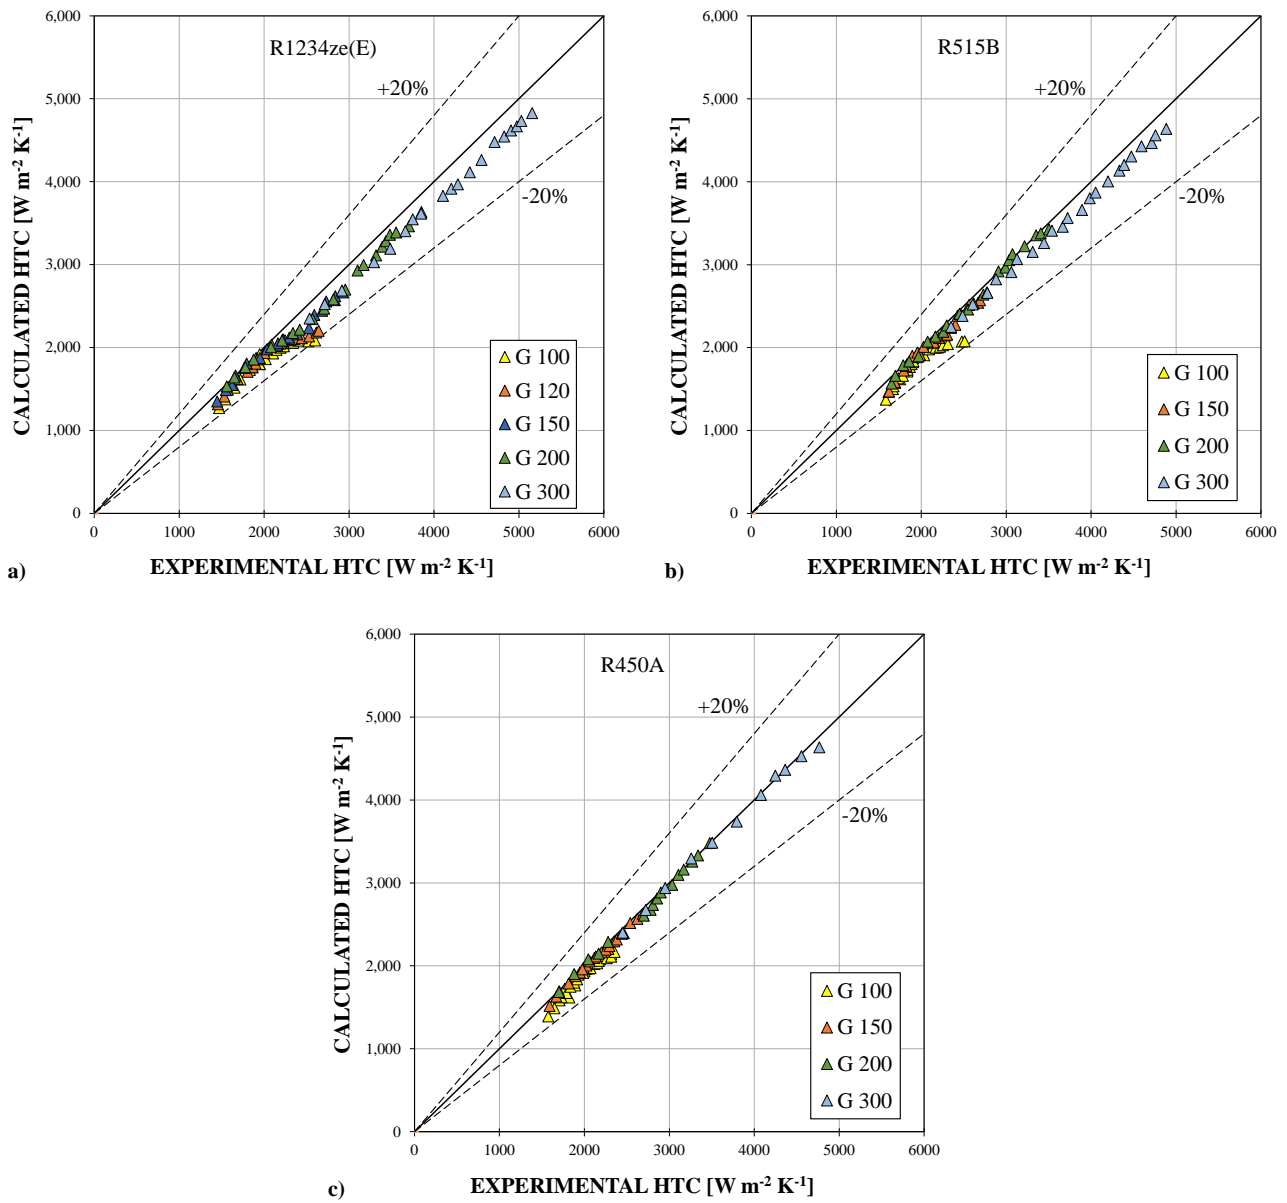 R1234ze(E)
+20%
-20%
6,000
5,000
4,000
3,000
2,000
1,000
0
0 1000 2000 3000 4000 5000 6000
CALCULATED HTC [W m-2 K-1]
EXPERIMENTAL HTC [W m-2 K-1]
G 100
G 120
G 150
G 200
G 300
a)
R515B
+20%
-20%
6,000
5,000
4,000
3,000
2,000
1,000
0
0 1000 2000 3000 4000 5000 6000
CALCULATED HTC [W m-2 K-1]
EXPERIMENTAL HTC [W m-2 K-1]
G 100
G 150
G 200
G 300
b)
R450A
+20%
-20%
6,000
5,000
4,000
3,000
2,000
1,000
0
0 1000 2000 3000 4000 5000 6000
CALCULATED HTC [W m-2 K-1]
EXPERIMENTAL HTC [W m-2 K-1]
G 100
G 150
G 200
G 300
c)